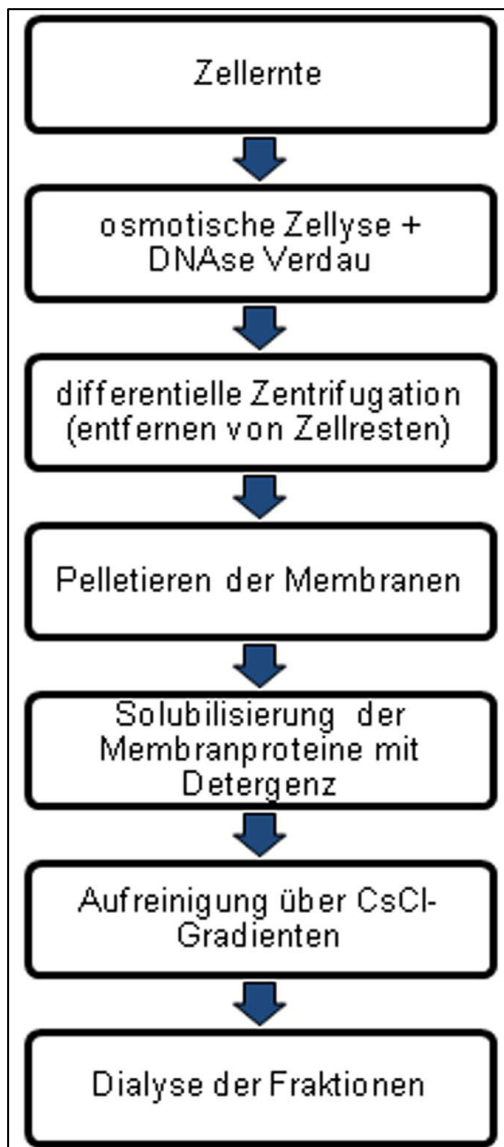 Zellernte
osmotische Zellyse +
DNAse Verdau
differentielle Zentrifugation
(entfernen von Zellresten)
Pelletieren der Membranen
Solubilisierung der
Membranproteine mit
Detergenz
Aufreinigung über CsCl-
Gradienten
Dialyse der Fraktionen